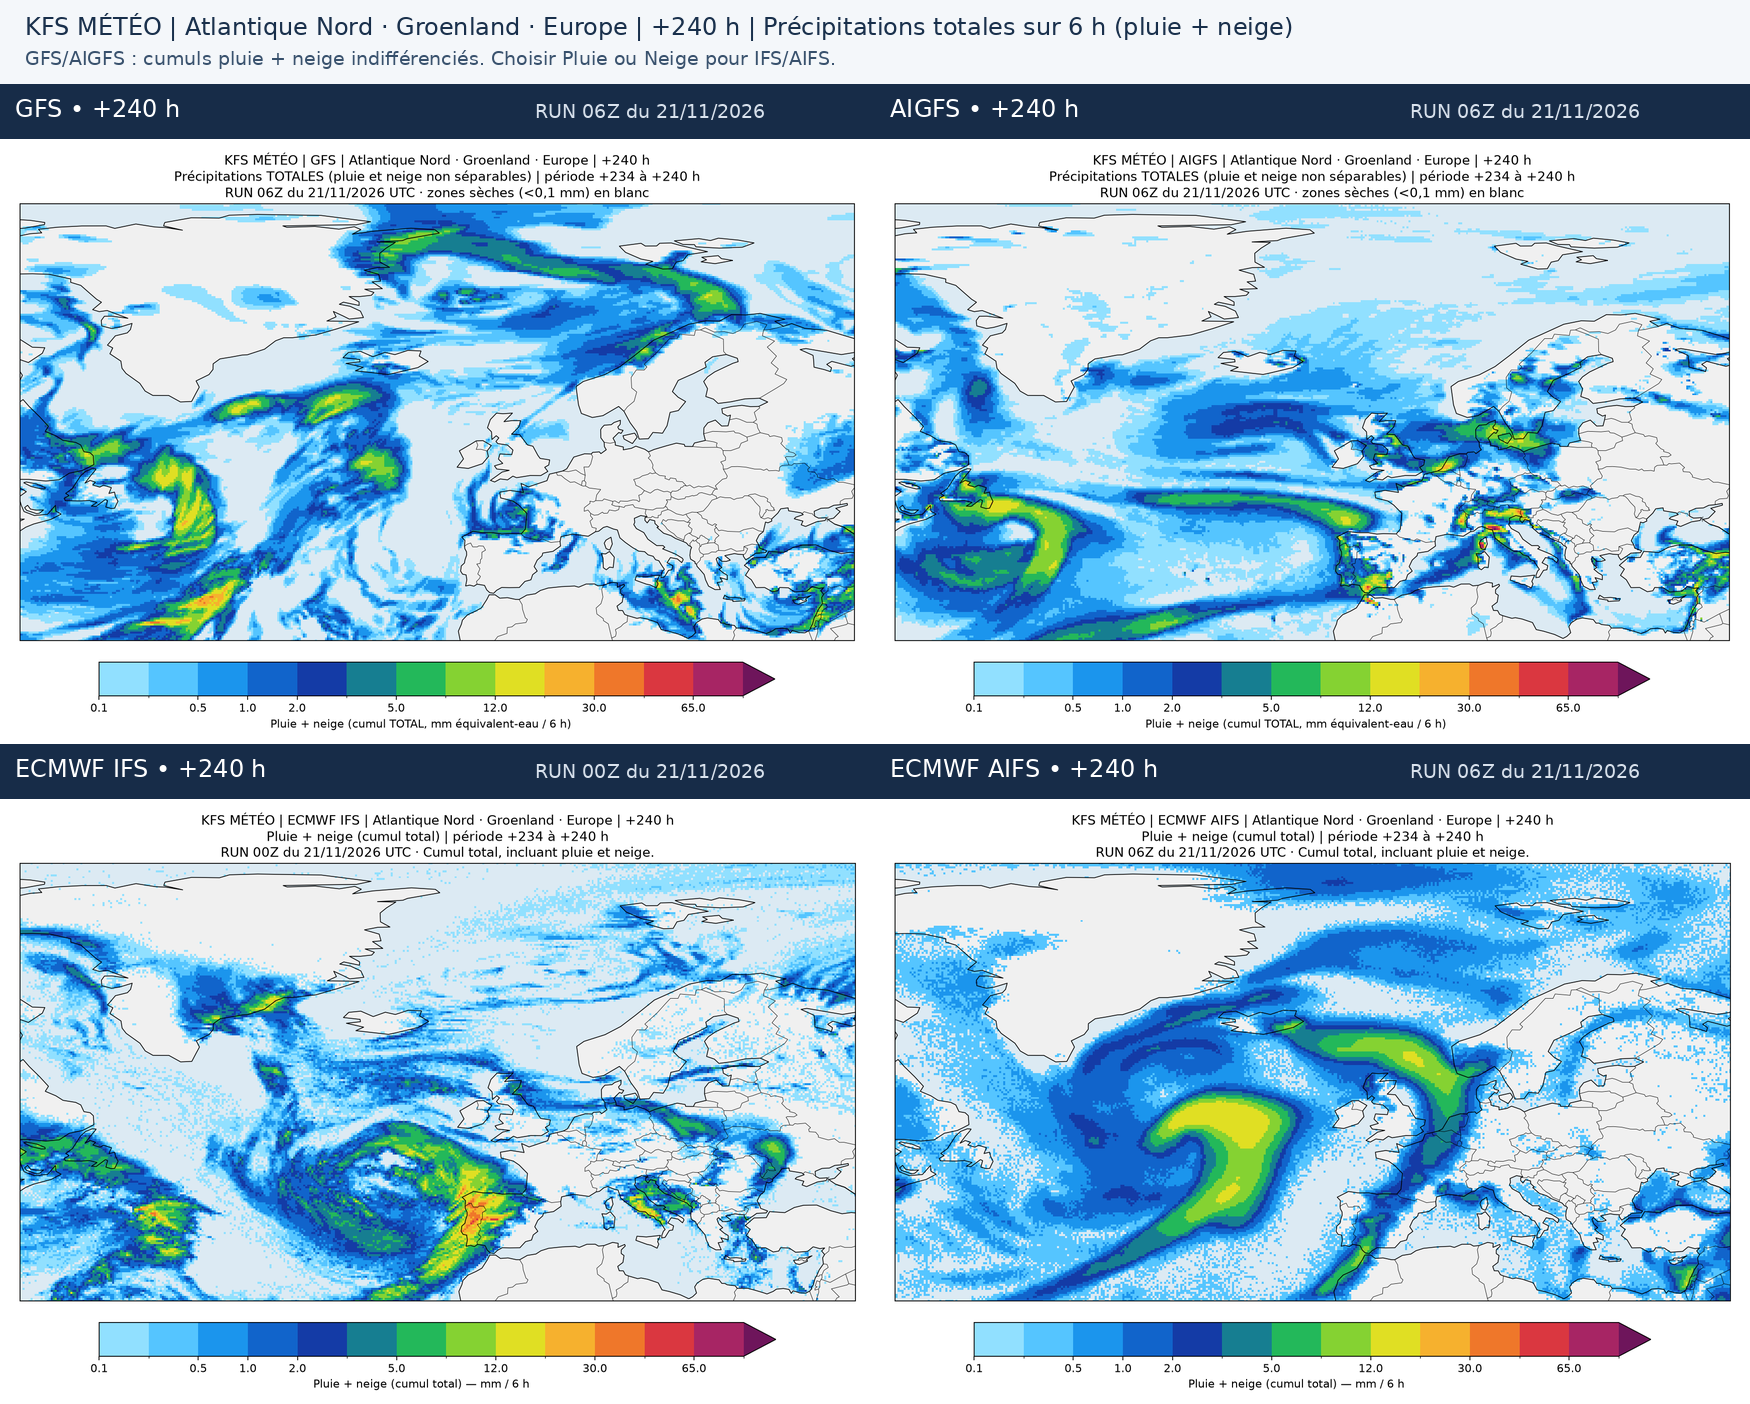 KFS MÉTÉO | Atlantique Nord · Groenland · Europe | +240 h | Précipitations totales sur 6 h (pluie + neige)
GFS/AIGFS : cumuls pluie + neige indifférenciés. Choisir Pluie ou Neige pour IFS/AIFS.
GFS • +240 h
RUN 06Z du 21/11/2026
KFS MÉTÉO | GFS | Atlantique Nord · Groenland · Europe | +240 h
Précipitations TOTALES (pluie et neige non séparables) | période +234 à +240 h
RUN 06Z du 21/11/2026 UTC · zones sèches (<0,1 mm) en blanc
0.1 0.5 1.0 2.0 5.0 12.0 30.0 65.0
Pluie + neige (cumul TOTAL, mm équivalent-eau / 6 h)
AIGFS • +240 h
RUN 06Z du 21/11/2026
KFS MÉTÉO | AIGFS | Atlantique Nord · Groenland · Europe | +240 h
Précipitations TOTALES (pluie et neige non séparables) | période +234 à +240 h
RUN 06Z du 21/11/2026 UTC · zones sèches (<0,1 mm) en blanc
0.1 0.5 1.0 2.0 5.0 12.0 30.0 65.0
Pluie + neige (cumul TOTAL, mm équivalent-eau / 6 h)
ECMWF IFS • +240 h
RUN 00Z du 21/11/2026
KFS MÉTÉO | ECMWF IFS | Atlantique Nord · Groenland · Europe | +240 h
Pluie + neige (cumul total) | période +234 à +240 h
RUN 00Z du 21/11/2026 UTC · Cumul total, incluant pluie et neige.
0.1 0.5 1.0 2.0 5.0 12.0 30.0 65.0
Pluie + neige (cumul total) — mm / 6 h
ECMWF AIFS • +240 h
RUN 06Z du 21/11/2026
KFS MÉTÉO | ECMWF AIFS | Atlantique Nord · Groenland · Europe | +240 h
Pluie + neige (cumul total) | période +234 à +240 h
RUN 06Z du 21/11/2026 UTC · Cumul total, incluant pluie et neige.
0.1 0.5 1.0 2.0 5.0 12.0 30.0 65.0
Pluie + neige (cumul total) — mm / 6 h